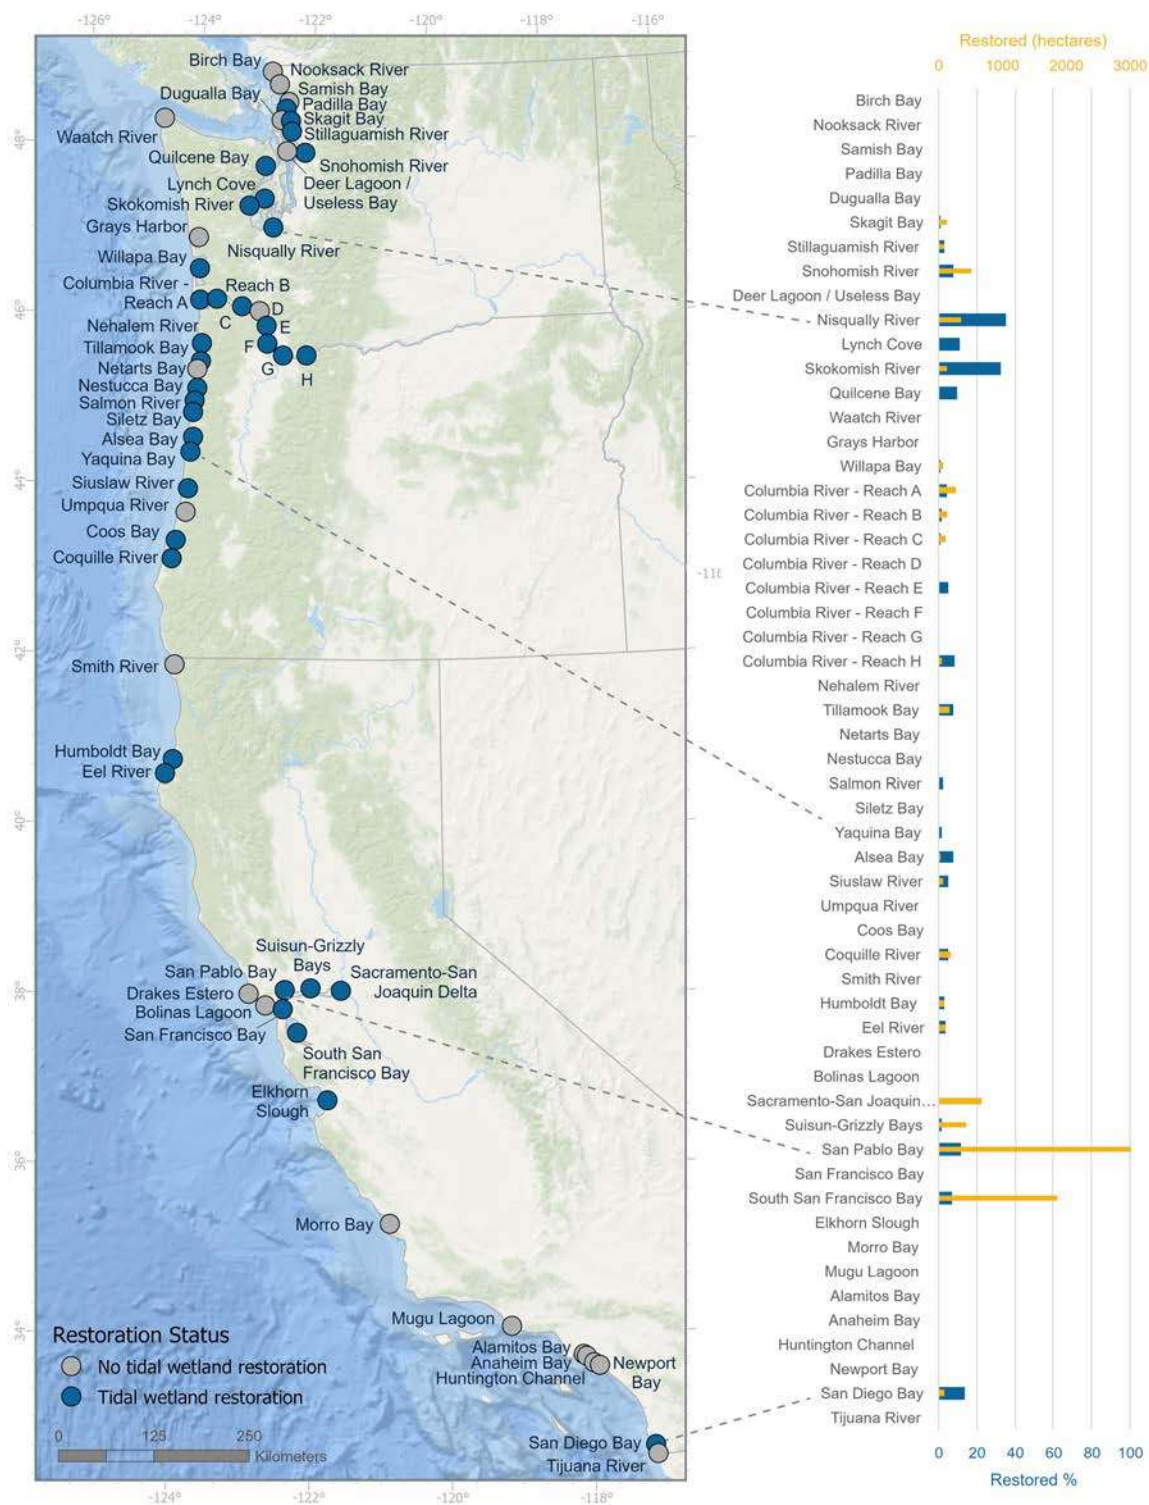 -126°
-124°
-122°
-120°
-118°
-116°
Birch Bay
Nooksack River
Samish Bay
Dugualla Bay
Padilla Bay
Skagit Bay
Stillaguamish River
Waatch River
48°
Quilcene Bay
Snohomish River
Deer Lagoon /
Useless Bay
Lynch Cove
Skokomish River
Grays Harbor
Nisqually River
Willapa Bay
Columbia River -
Reach A
Reach B
46°
C
D
E
F
G
H
Nehalem River
Tillamook Bay
Netarts Bay
Nestucca Bay
Salmon River
Siletz Bay
Alsea Bay
Yaquina Bay
44°
Siuslaw River
Umpqua River
Coos Bay
Coquille River
-11
42°
Smith River
Humboldt Bay
Eel River
40°
Suisun-Grizzly
Bays
San Pablo Bay
Sacramento-San
Joaquin Delta
38°
Drakes Estero
Bolinas Lagoon
San Francisco Bay
South San
Francisco Bay
Elkhorn
Slough
36°
Morro Bay
34°
Mugu Lagoon
Alamitos Bay
Anaheim Bay
Huntington Channel
Newport
Bay
San Diego Bay
Tijuana River
Restoration Status
No tidal wetland restoration
Tidal wetland restoration
0 125 250
Kilometers
-124°
-122°
-120°
-118°
Restored (hectares)
0 1000 2000 3000
Birch Bay
Nooksack River
Samish Bay
Padilla Bay
Dugualla Bay
Skagit Bay
Stillaguamish River
Snohomish River
Deer Lagoon / Useless Bay
Nisqually River
Lynch Cove
Skokomish River
Quilcene Bay
Waatch River
Grays Harbor
Willapa Bay
Columbia River - Reach A
Columbia River - Reach B
Columbia River - Reach C
Columbia River - Reach D
Columbia River - Reach E
Columbia River - Reach F
Columbia River - Reach G
Columbia River - Reach H
Nehalem River
Tillamook Bay
Netarts Bay
Nestucca Bay
Salmon River
Siletz Bay
Yaquina Bay
Alsea Bay
Siuslaw River
Umpqua River
Coos Bay
Coquille River
Smith River
Humboldt Bay
Eel River
Drakes Estero
Bolinas Lagoon
Sacramento-San Joaquin...
Suisun-Grizzly Bays
San Pablo Bay
San Francisco Bay
South San Francisco Bay
Elkhorn Slough
Morro Bay
Mugu Lagoon
Alamitos Bay
Anaheim Bay
Huntington Channel
Newport Bay
San Diego Bay
Tijuana River
0 20 40 60 80 100
Restored %